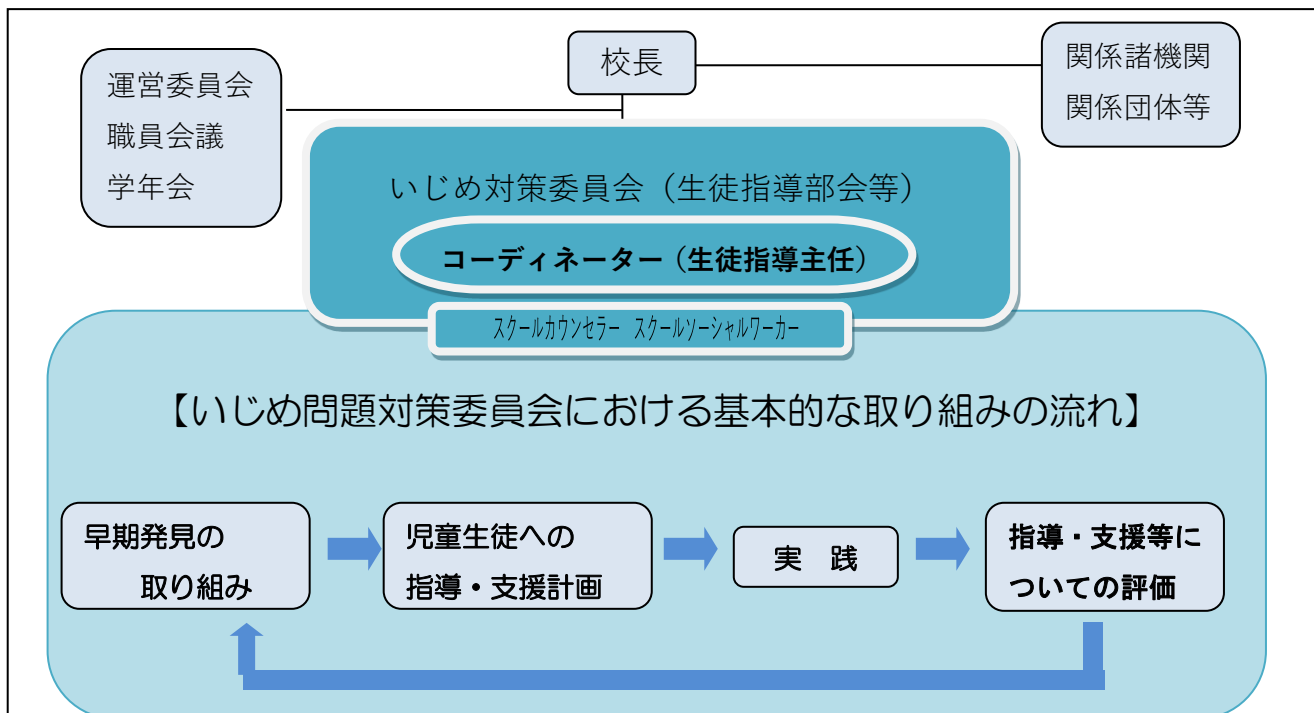 校長
運営委員会
職員会議
学年会
関係諸機関
関係団体等
いじめ対策委員会（生徒指導部会等）
コーディネーター（生徒指導主任）
スクールカウンセラー スクールソーシャルワーカー
【いじめ問題対策委員会における基本的な取り組みの流れ】
早期発見の
取り組み
児童生徒への
指導・支援計画
実　践
指導・支援等に
ついての評価